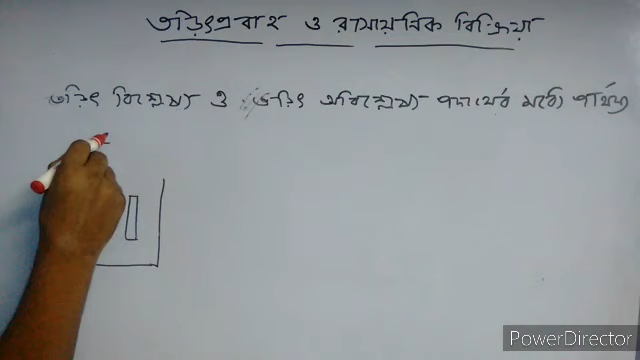 তড়িৎপ্রবাহ ও রাসায়নিক বিক্রিয়া
তড়িৎ বিশ্লেষ্য ও তড়িৎ অবিশ্লেষ্য পদার্থের মধ্যে পার্থক্য
PowerDirector